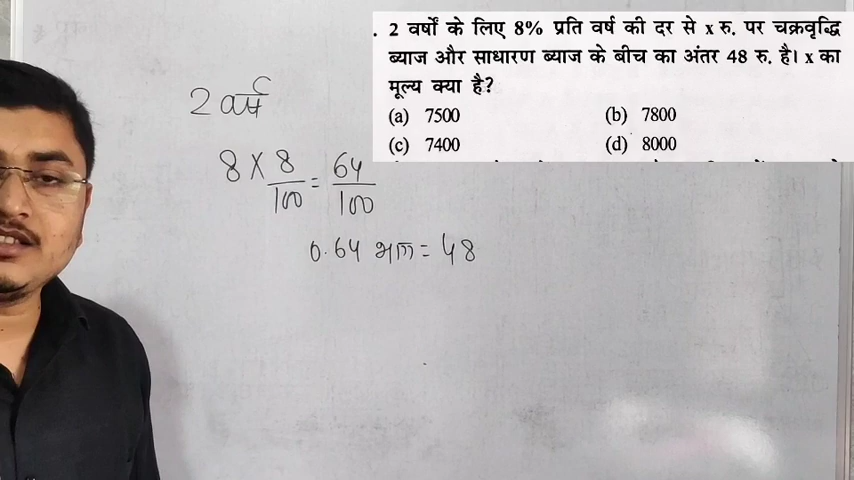 . 2 वर्षों के लिए 8% प्रति वर्ष की दर से x रु. पर चक्रवृद्धि
ब्याज और साधारण ब्याज के बीच का अंतर 48 रु. है। x का
मूल्य क्या है?
(a) 7500 (b) 7800
(c) 7400 (d) 8000
2 वर्ष
8 × 8/100 = 64/100
0.64 भाग = 48